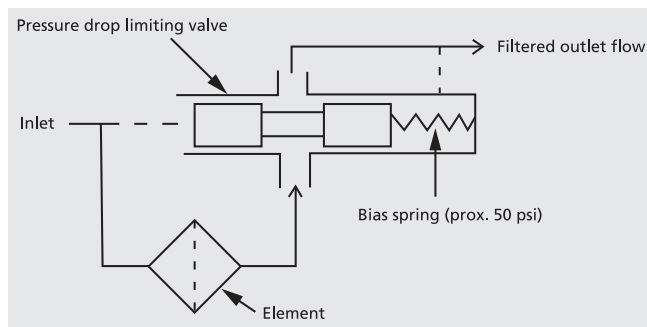 Pressure drop limiting valve
Filtered outlet flow
Inlet
Bias spring (prox. 50 psi)
Element